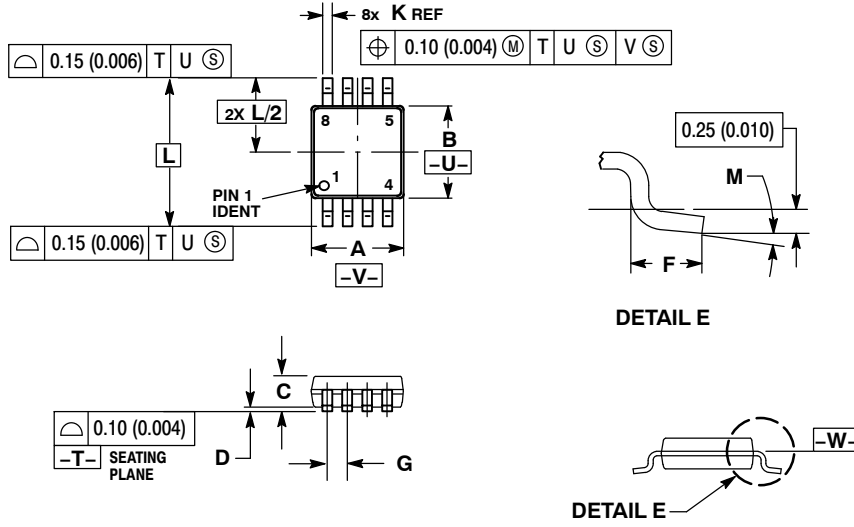 8x K REF
⌖ 0.10 (0.004) Ⓜ T U Ⓢ V Ⓢ
⌓ 0.15 (0.006) T U Ⓢ
2X L/2
8 5
L
B
–U–
1
4
PIN 1
IDENT
⌓ 0.15 (0.006) T U Ⓢ
A
–V–
0.25 (0.010)
M
F
DETAIL E
C
⌓ 0.10 (0.004)
–T– SEATING
PLANE
D
G
–W–
DETAIL E